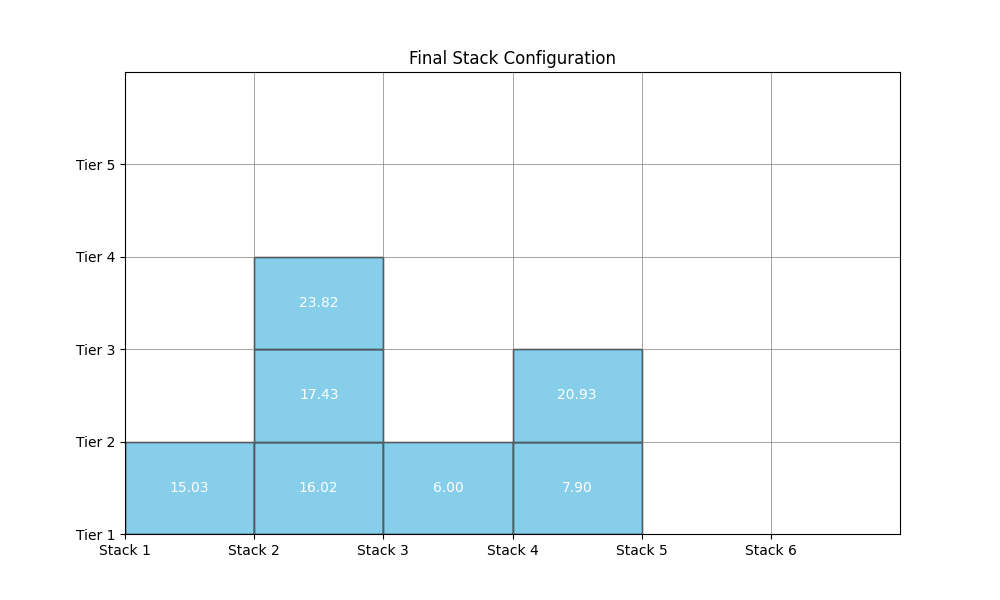 Final Stack Configuration
Tier 5
Tier 4
23.82
Tier 3
17.43 20.93
Tier 2
15.03 16.02 6.00 7.90
Tier 1
Stack 1 Stack 2 Stack 3 Stack 4 Stack 5 Stack 6